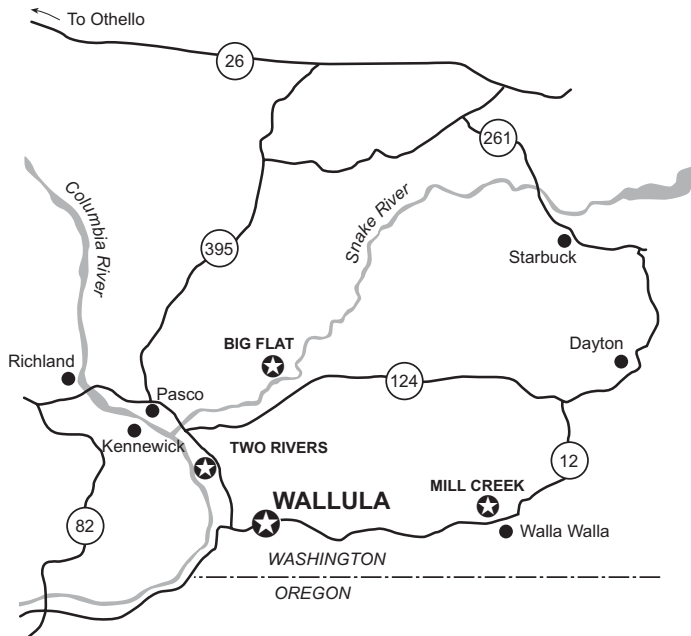 To Othello
26
261
Columbia River
Snake River
395
Starbuck
BIG FLAT
Richland
Dayton
124
Pasco
Kennewick
TWO RIVERS
12
MILL CREEK
WALLULA
82
Walla Walla
WASHINGTON
OREGON